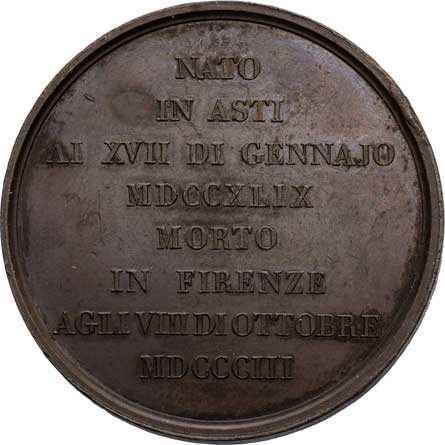 NATO
IN ASTI
AI XVII DI GENNAJO
MDCCXLIX
MORTO
IN FIRENZE
AGLI VIII DI OTTOBRE
MDCCCIII